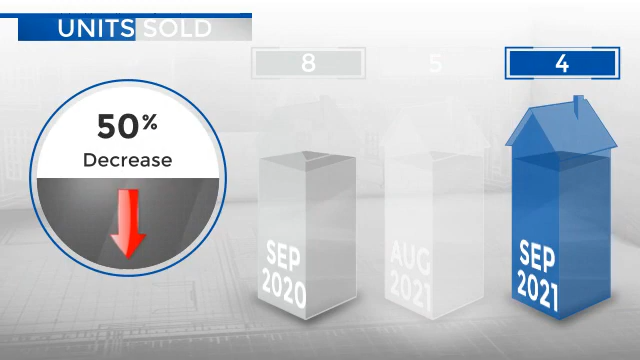 UNITS SOLD
8
5
4
50%
Decrease
SEP
2020
AUG
2021
SEP
2021